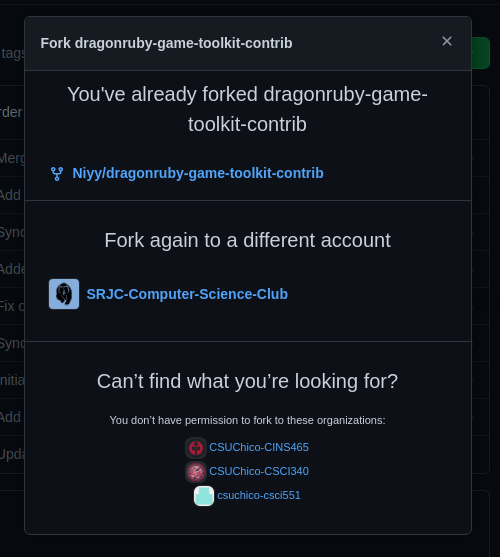 Fork dragonruby-game-toolkit-contrib
tags
You've already forked dragonruby-game-
toolkit-contrib
rder
Merg
Niyy/dragonruby-game-toolkit-contrib
Add
Sync
Fork again to a different account
Adde
SRJC-Computer-Science-Club
Fix c
Sync
nitia
Can’t find what you’re looking for?
Add
You don’t have permission to fork to these organizations:
CSUChico-CINS465
Upda
CSUChico-CSCI340
csuchico-csci551